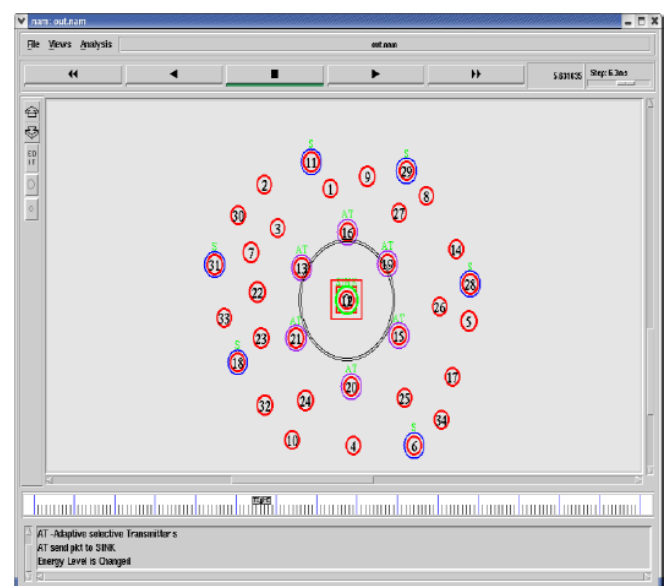 nam: out.nam
File Views Analysis out.nam
Step: 6.3ms
ED
IT
S
11
S
29
2
1
9
8
30
27
AT
16
3
S
31
7
AT
13
AT
19
14
S
28
22
26
5
33
23
AT
21
AT
15
S
18
AT
20
17
32
24
25
34
10
4
S
6
AT -Adaptive selective Transmitter s
AT send pkt to SINK
Energy Level is Changed